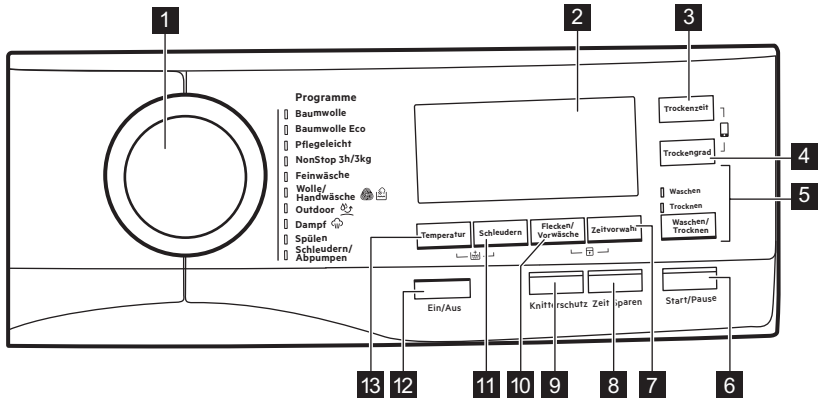 1
2
3
Programme
Baumwolle
Baumwolle Eco
Pflegeleicht
NonStop 3h/3kg
Feinwäsche
Wolle/
Handwäsche
Outdoor
Dampf
Spülen
Schleudern/
Abpumpen
Trockenzeit
Trockengrad
4
5
Waschen
Trocknen
Waschen/
Trocknen
Temperatur
Schleudern
Flecken/
Vorwäsche
Zeitvorwahl
Ein/Aus
Knitterschutz
Zeit Sparen
Start/Pause
13
12
11
10
9
8
7
6